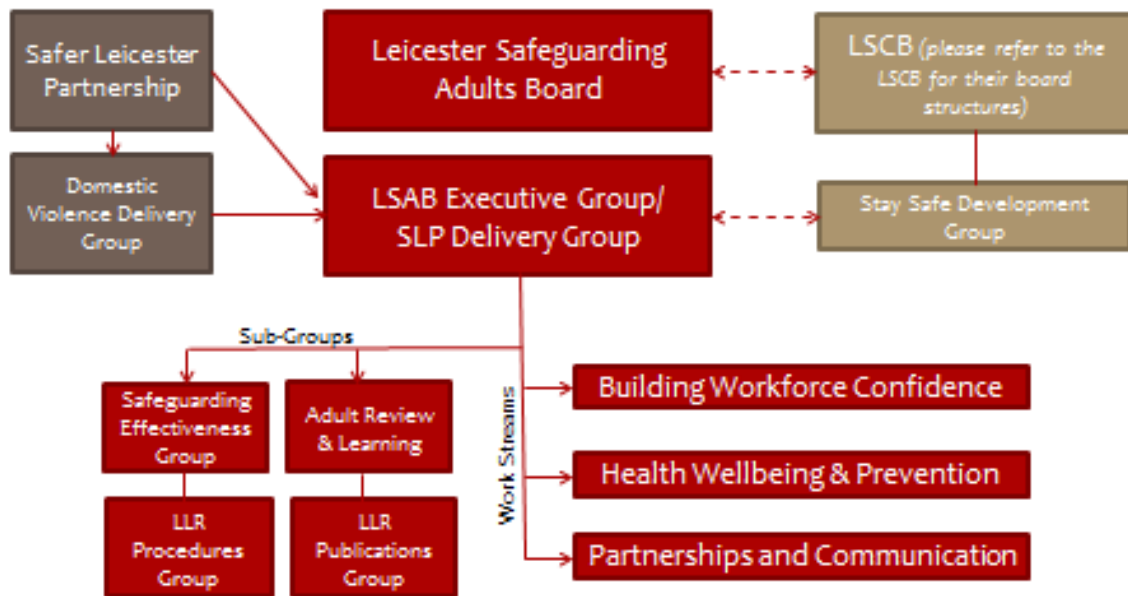 Safer Leicester
Partnership
Leicester Safeguarding
Adults Board
LSCB (please refer to the
LSCB for their board
structures)
Domestic
Violence Delivery
Group
LSAB Executive Group/
SLP Delivery Group
Stay Safe Development
Group
Sub-Groups
Work Streams
Safeguarding
Effectiveness
Group
Adult Review
& Learning
Building Workforce Confidence
Health Wellbeing & Prevention
LLR
Procedures
Group
LLR
Publications
Group
Partnerships and Communication